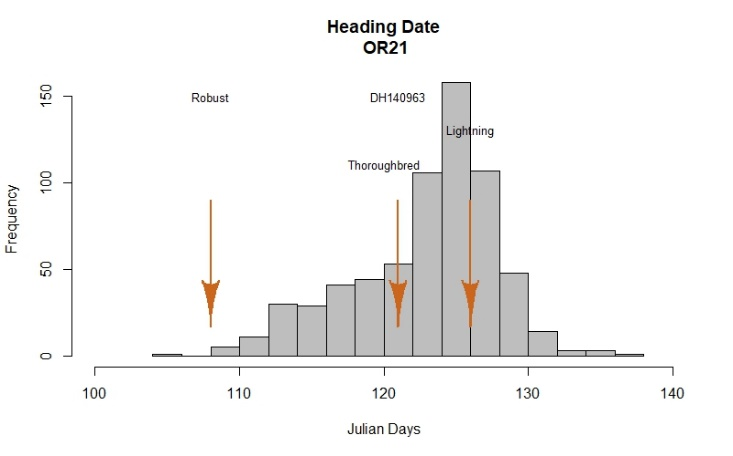 Heading Date
OR21
Robust
DH140963
Lightning
Thoroughbred
Frequency
150
100
50
0
100 110 120 130 140
Julian Days